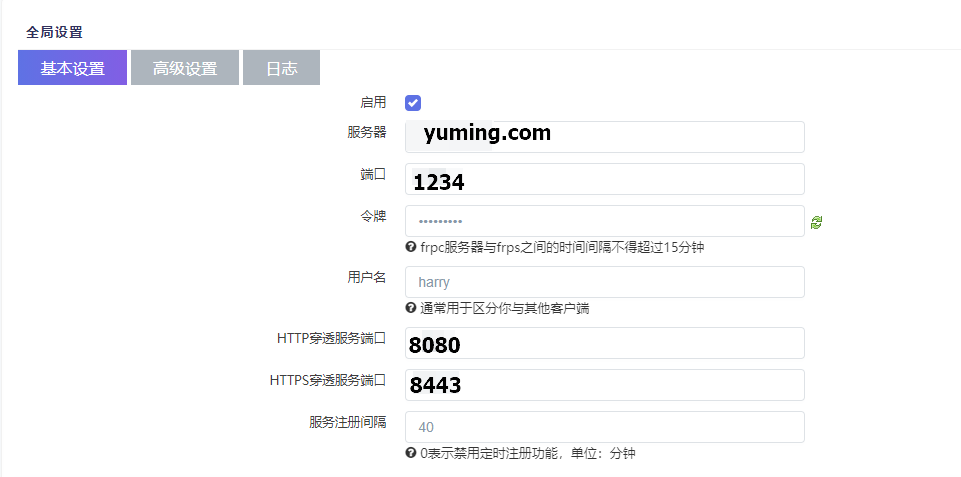 全局设置
基本设置 高级设置 日志
启用
服务器 yuming.com
端口 1234
令牌 •••••••••
frpc服务器与frps之间的时间间隔不得超过15分钟
用户名 harry
通常用于区分你与其他客户端
HTTP穿透服务端口 8080
HTTPS穿透服务端口 8443
服务注册间隔 40
0表示禁用定时注册功能，单位：分钟